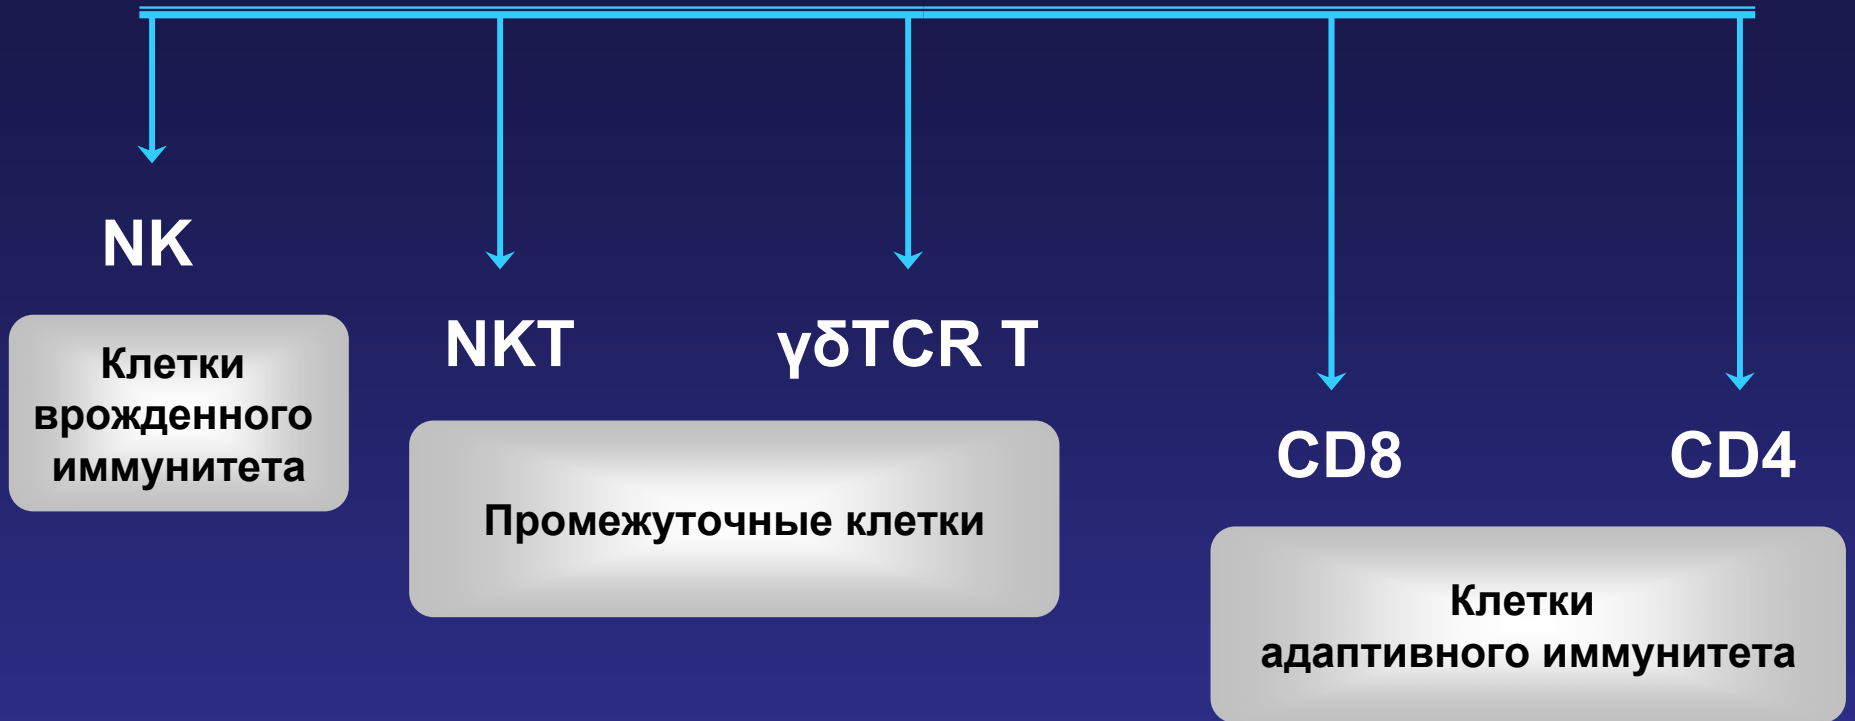 NK
Клетки
врожденного
иммунитета
NKT
γδTCR T
Промежуточные клетки
CD8
CD4
Клетки
адаптивного иммунитета